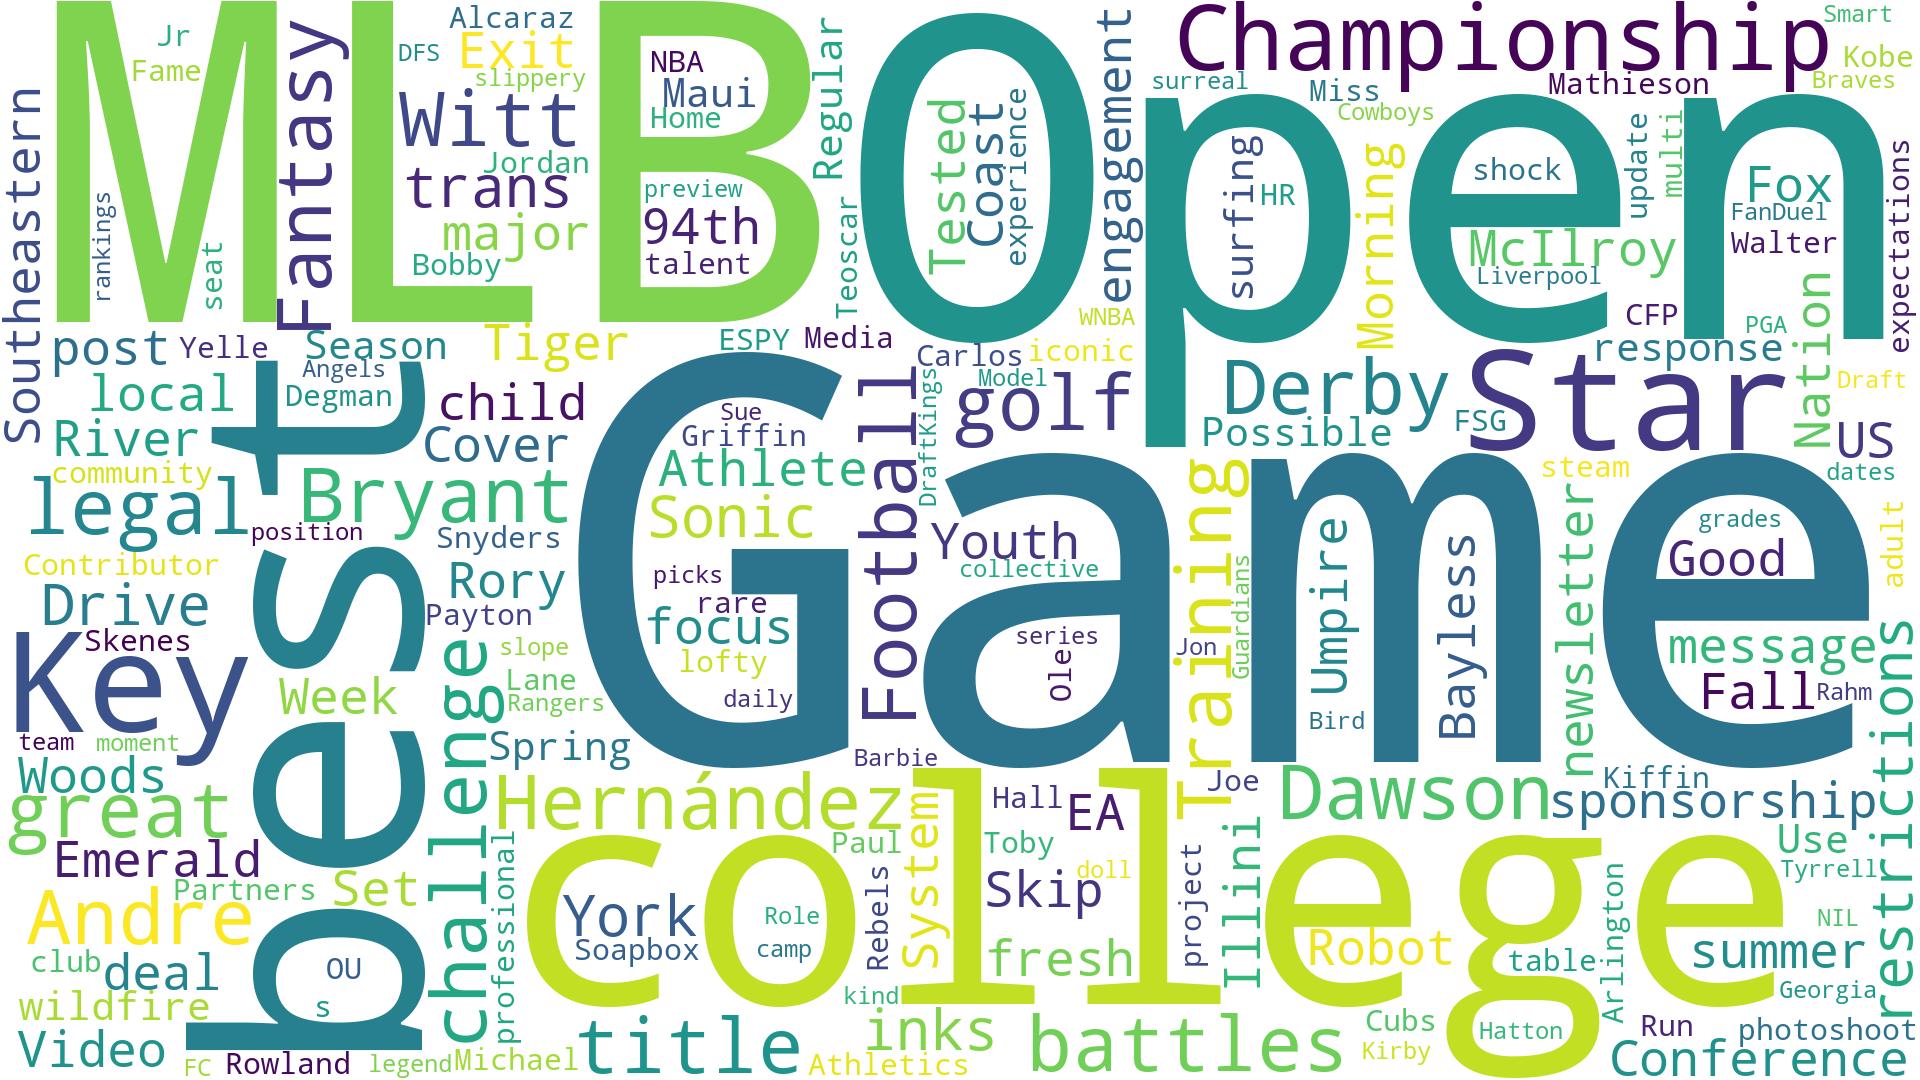 MLB
Open
Championship
Smart
Jr
Fame
Fantasy
Alcaraz
DFS
Exit
slippery
NBA
Maui
Home
Regular
surreal
Miss
Mathieson
Kobe
Braves
Cowboys
Southeastern
Witt
Jordan
trans
preview
94th
major
Bobby
talent
Tested
Coast
experience
engagement
surfing
HR
Morning
shock
update
multi
Fox
FanDuel
Walter
expectations
McIlroy
Liverpool
rankings
seat
Teoscar
WNBA
CFP
PGA
Nation
post
Yelle
Season
Tiger
ESPY
Media
Carlos
iconic
response
Angels
Degman
local
child
Sue
Griffin
Football
DraftKings
Model
golf
Derby
Possible
FSG
Star
Draft
US
River
Cover
community
legal
best
Bryant
Athlete
Sonic
Game
Training
steam
dates
position
Snyders
Youth
collective
Guardians
Umpire
Bayless
newsletter
grades
Good
adult
Contributor
Drive
Rory
Payton
picks
rare
focus
lofty
daily
series
Ole
Jon
Bird
message
Fall
Rahm
Key
Skenes
Week
challenge
slope
Lane
Rangers
team
moment
Spring
Barbie
restrictions
Woods
great
Hernández
Hall
EA
Joe
Dawson
Kiffin
sponsorship
Emerald
Partners
Set
professional
Paul
System
Toby
doll
Skip
project
Illini
Use
Tyrrell
Andre
college
York
Soapbox
Role
camp
Rebels
fresh
Robot
table
Arlington
NIL
summer
club
deal
OU
s
kind
Georgia
wildfire
Video
FC
Rowland
legend
Michael
title
Athletics
inks
battles
Cubs
Kirby
Hatton
Run
photoshoot
Conference